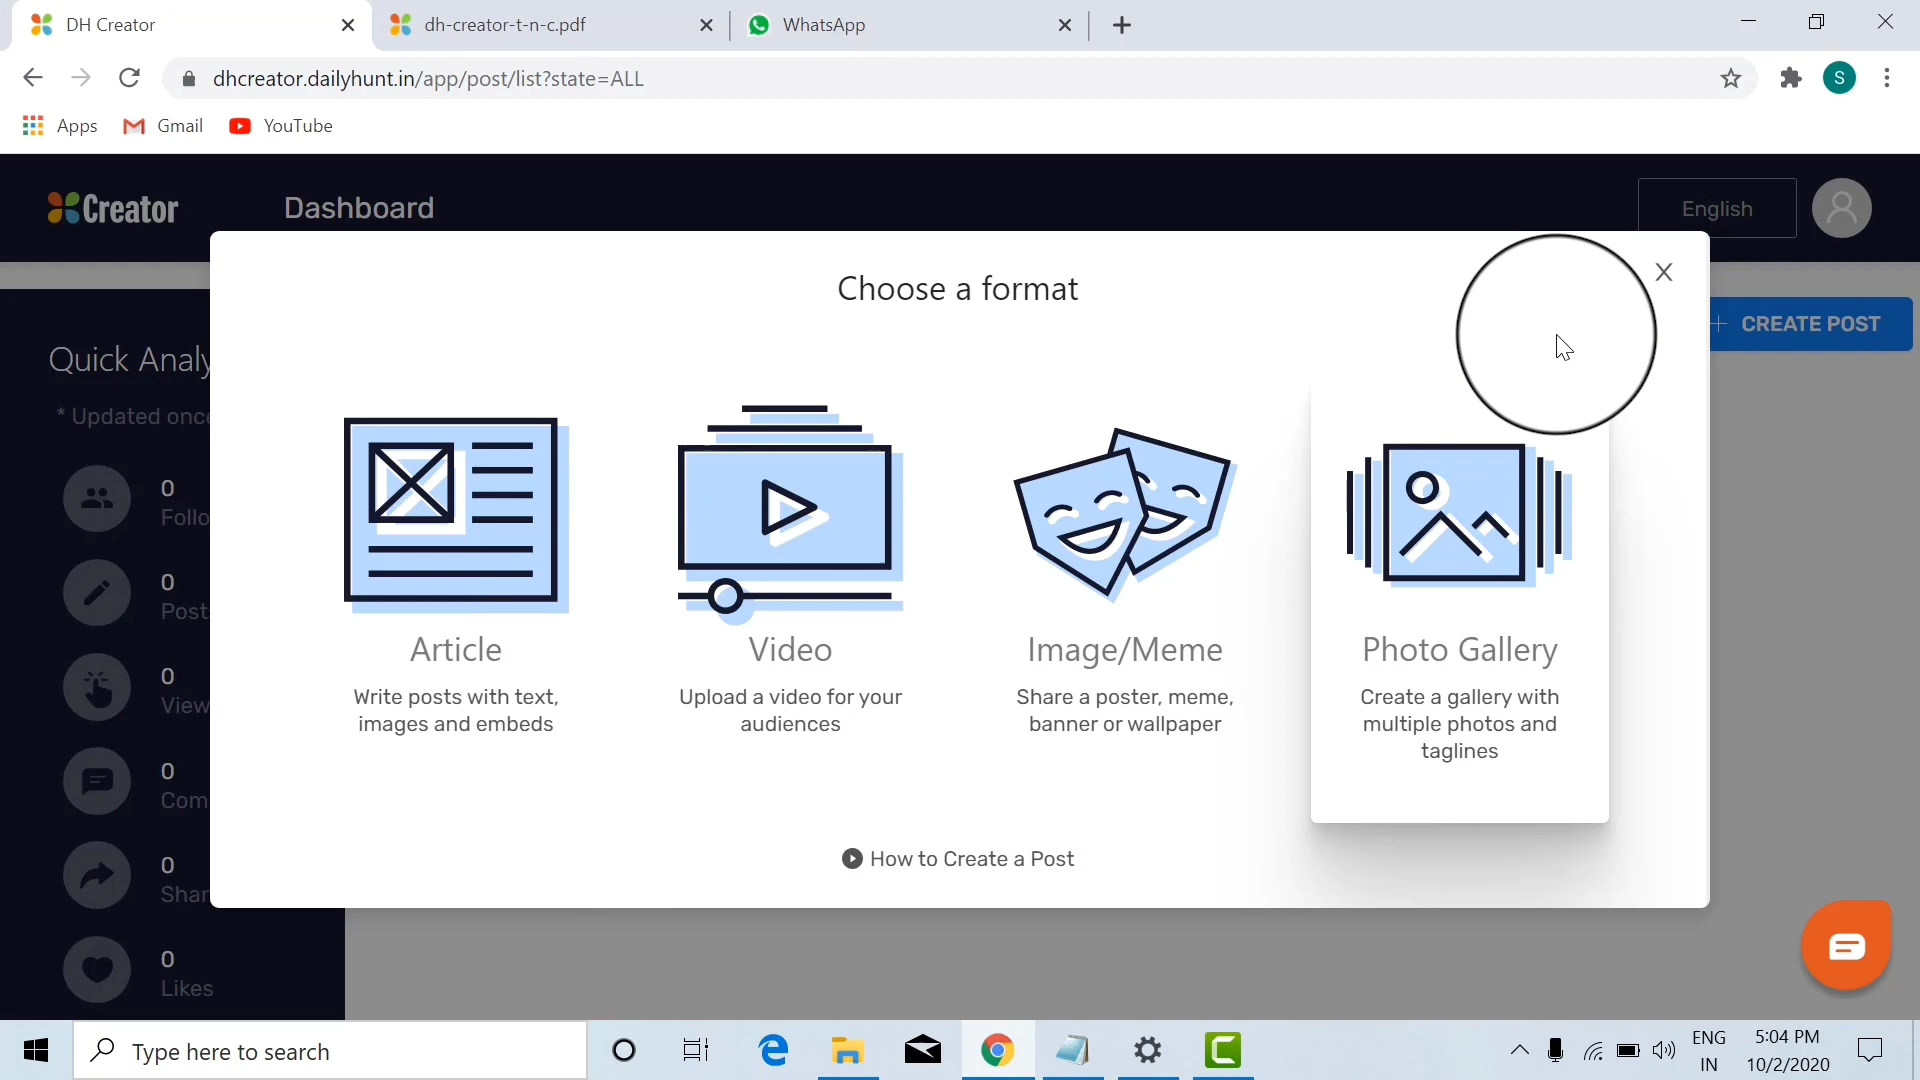 DH Creator
dh-creator-t-n-c.pdf
WhatsApp
dhcreator.dailyhunt.in/app/post/list?state=ALL
S
Apps
Gmail
YouTube
Creator
Dashboard
English
Choose a format
X
CREATE POST
Quick Analy
* Updated once
0
Follo
0
Post
0
View
0
Com
0
Shar
0
Likes
Article
Write posts with text,
images and embeds
Video
Upload a video for your
audiences
Image/Meme
Share a poster, meme,
banner or wallpaper
Photo Gallery
Create a gallery with
multiple photos and
taglines
How to Create a Post
Type here to search
ENG
IN
5:04 PM
10/2/2020